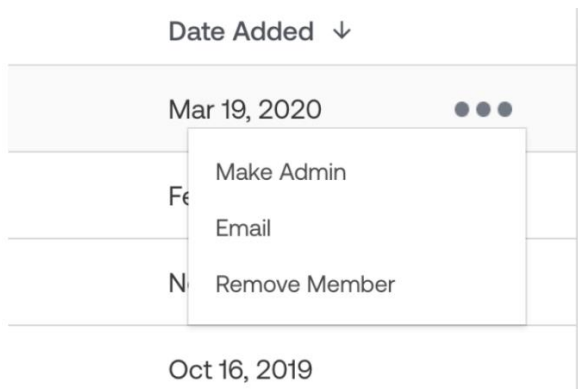 Date Added ↓
Mar 19, 2020
Make Admin
Email
Remove Member
Oct 16, 2019